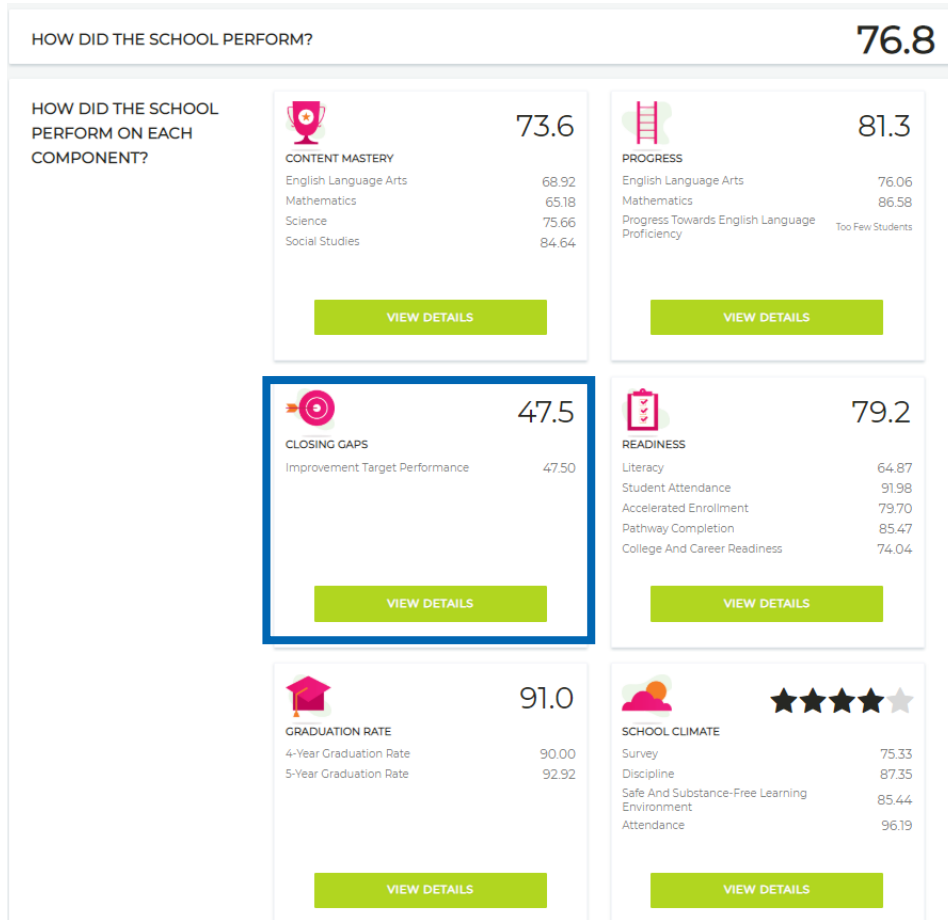 HOW DID THE SCHOOL PERFORM? 76.8
HOW DID THE SCHOOL
PERFORM ON EACH
COMPONENT?
73.6
CONTENT MASTERY
English Language Arts 68.92
Mathematics 65.18
Science 75.66
Social Studies 84.64
VIEW DETAILS
81.3
PROGRESS
English Language Arts 76.06
Mathematics 86.58
Progress Towards English Language
Proficiency
Too Few Students
VIEW DETAILS
47.5
CLOSING GAPS
Improvement Target Performance 47.50
VIEW DETAILS
79.2
READINESS
Literacy 64.87
Student Attendance 91.98
Accelerated Enrollment 79.70
Pathway Completion 85.47
College And Career Readiness 74.04
VIEW DETAILS
91.0
GRADUATION RATE
4-Year Graduation Rate 90.00
5-Year Graduation Rate 92.92
VIEW DETAILS
SCHOOL CLIMATE
Survey 75.33
Discipline 87.35
Safe And Substance-Free Learning
Environment
85.44
Attendance 96.19
VIEW DETAILS